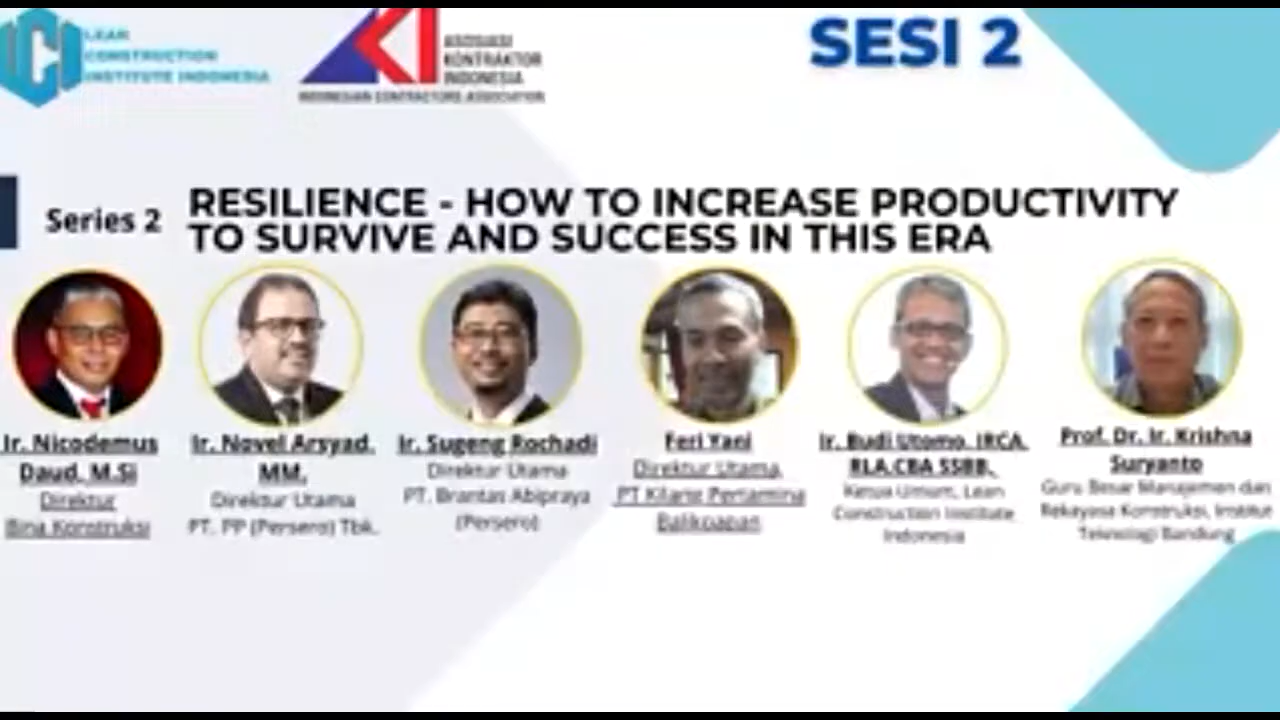 LEAN
CONSTRUCTION
INSTITUTE INDONESIA
AKI
ASOSIASI
KONTRAKTOR
INDONESIA
INDONESIAN CONTRACTORS ASSOCIATION
SESI 2
Series 2
RESILIENCE - HOW TO INCREASE PRODUCTIVITY
TO SURVIVE AND SUCCESS IN THIS ERA
Ir. Nicodemus
Daud, M.Si
Direktur
Bina Konstruksi
Ir. Novel Arsyad,
MM,
Direktur Utama
PT. PP (Persero) Tbk.
Ir. Sugeng Rochadi
Direktur Utama
PT. Brantas Abipraya
(Persero)
Feri Yani
Direktur Utama,
PT Kilang Pertamina
Balikpapan
Ir. Budi Utomo, IRCA,
RLA,CBA SSBB,
Ketua Umum, Lean
Construction Institute
Indonesia
Prof. Dr. Ir. Krishna
Suryanto
Guru Besar Manajemen dan
Rekayasa Konstruksi, Institut
Teknologi Bandung